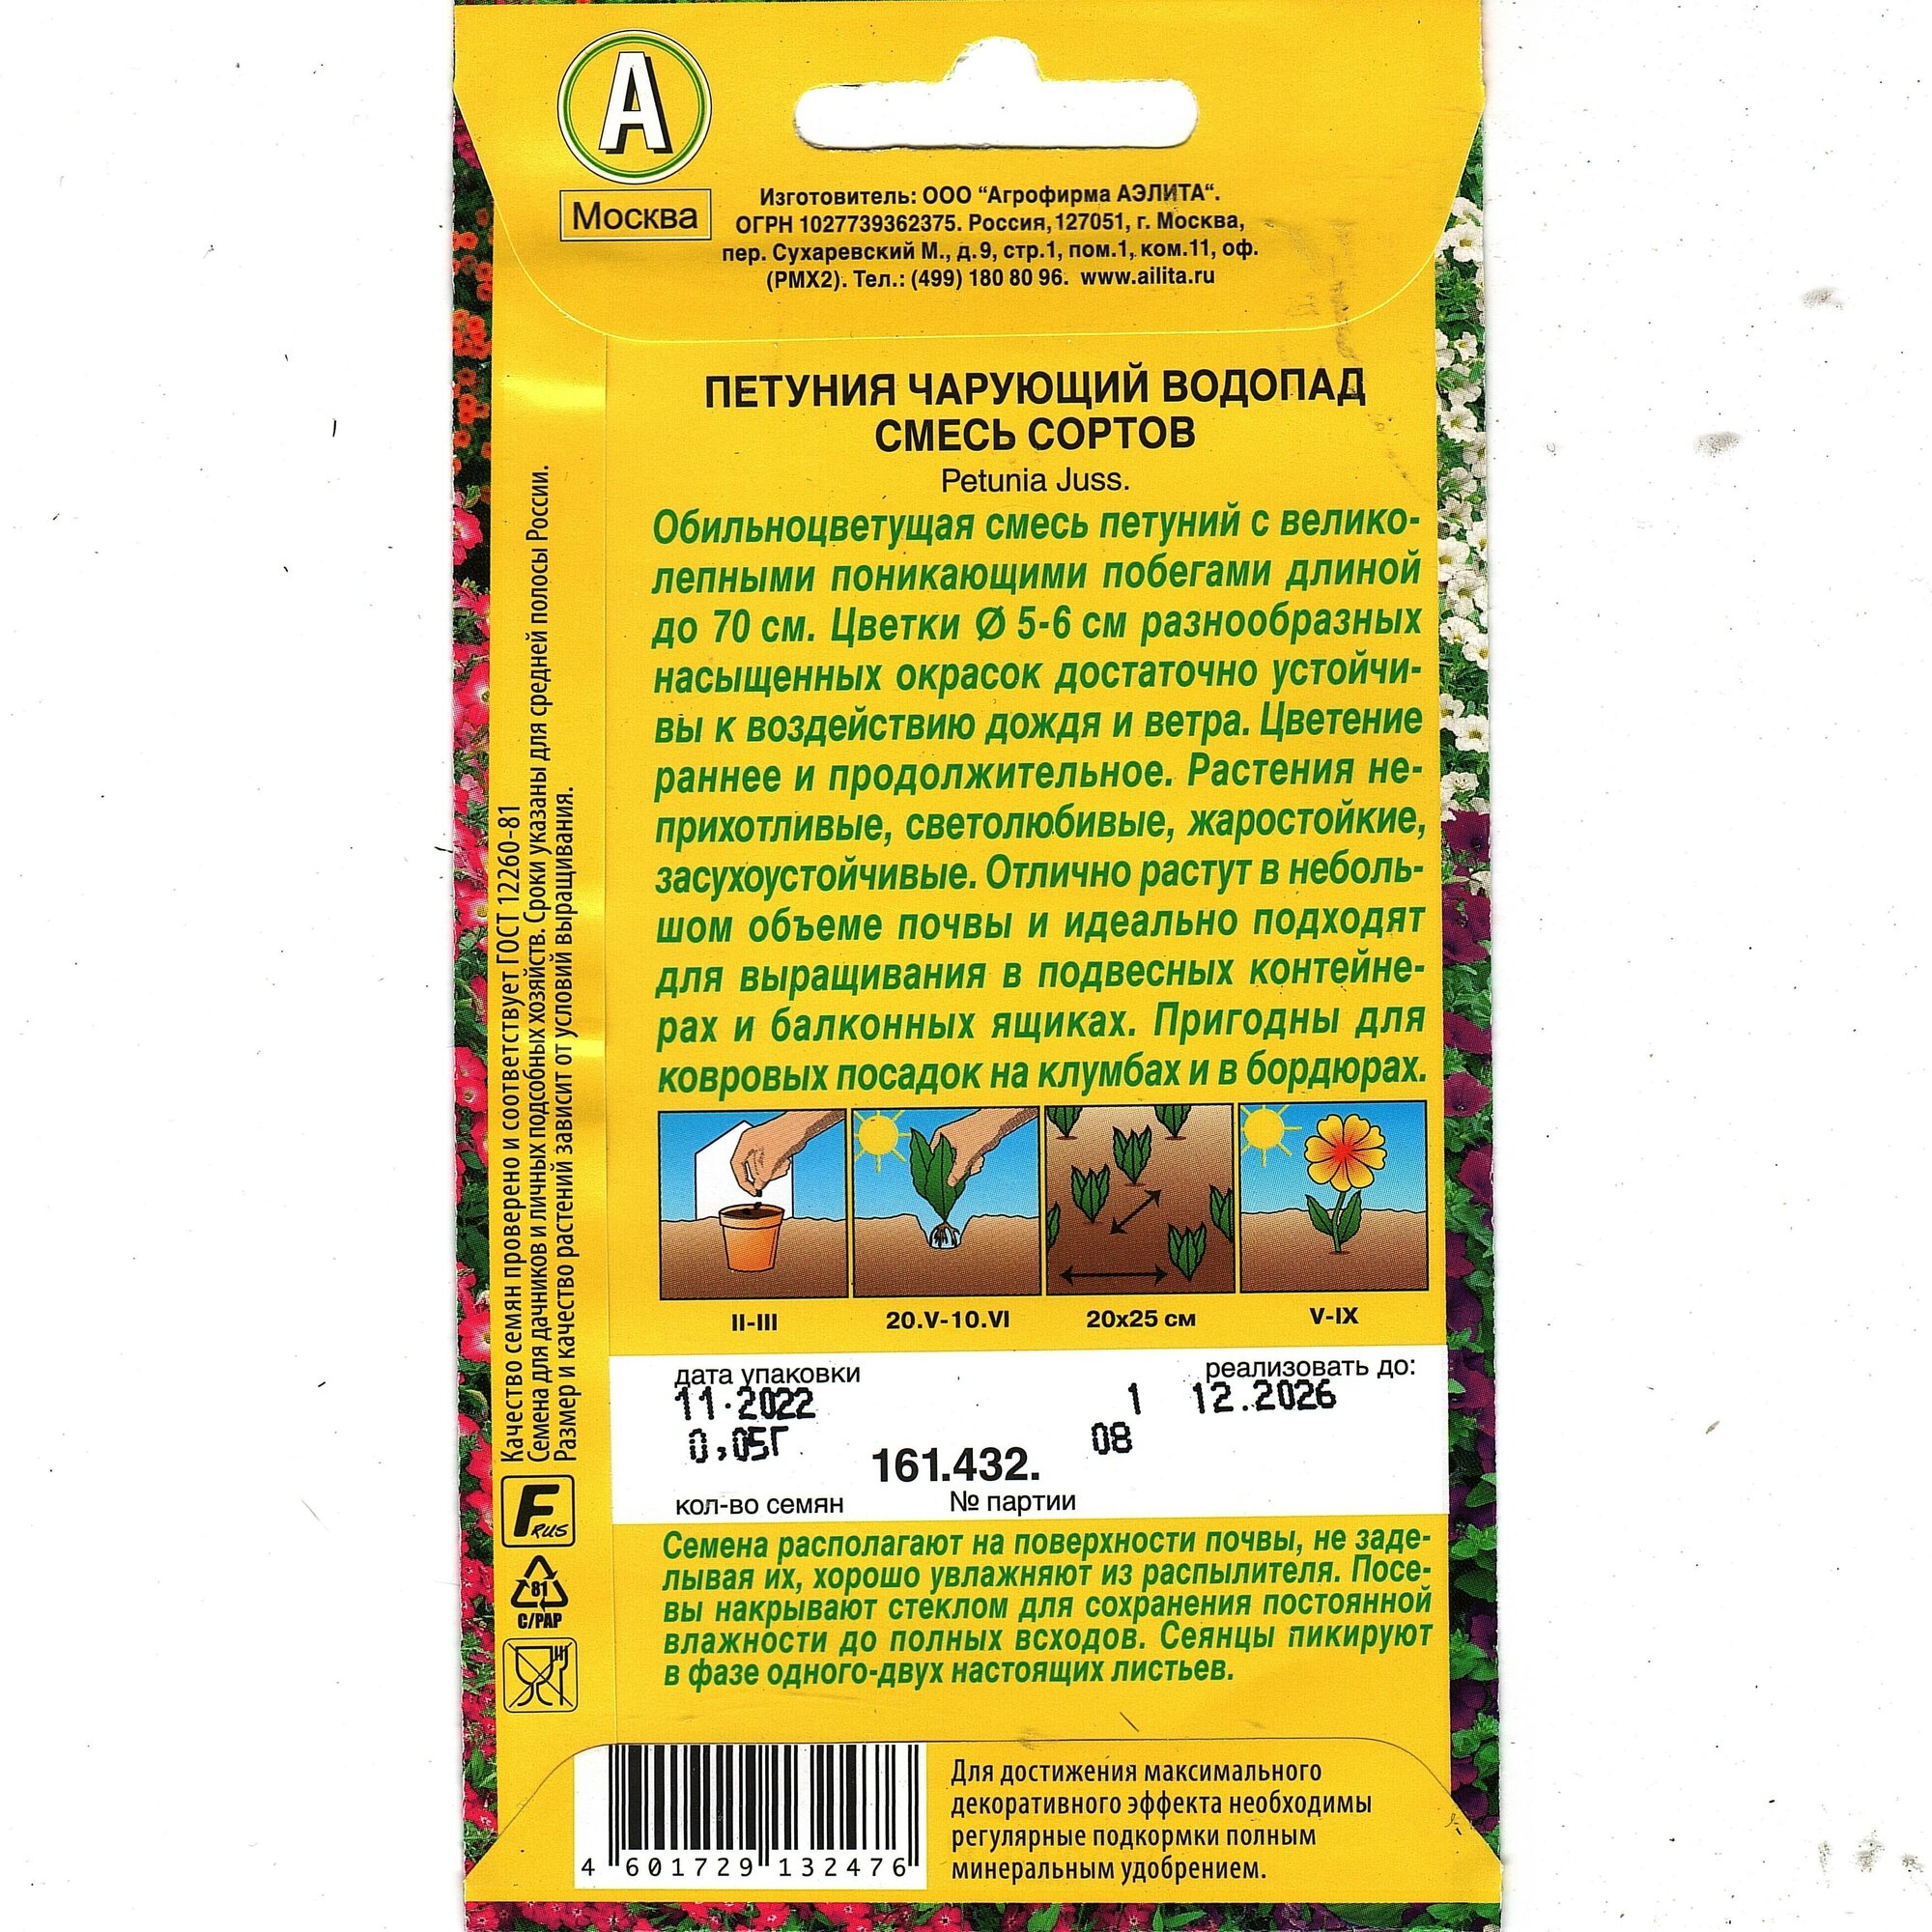 А
Москва
Изготовитель: ООО “Агрофирма АЭЛИТА“.
ОГРН 1027739362375. Россия, 127051, г. Москва,
пер. Сухаревский М., д.9, стр.1, пом.1, ком.11, оф.
(РМХ2). Тел.: (499) 180 80 96. www.ailita.ru
ПЕТУНИЯ ЧАРУЮЩИЙ ВОДОПАД
СМЕСЬ СОРТОВ
Petunia Juss.
Обильноцветущая смесь петуний с велико-
лепными поникающими побегами длиной
до 70 см. Цветки Ø 5-6 см разнообразных
насыщенных окрасок достаточно устойчи-
вы к воздействию дождя и ветра. Цветение
раннее и продолжительное. Растения не-
прихотливые, светолюбивые, жаростойкие,
засухоустойчивые. Отлично растут в неболь-
шом объеме почвы и идеально подходят
для выращивания в подвесных контейне-
рах и балконных ящиках. Пригодны для
ковровых посадок на клумбах и в бордюрах.
II-III 20.V-10.VI 20х25 см V-IX
дата упаковки реализовать до:
11.2022 1 12.2026
0,05Г 08
161.432.
кол-во семян № партии
Семена располагают на поверхности почвы, не заде-
лывая их, хорошо увлажняют из распылителя. Посе-
вы накрывают стеклом для сохранения постоянной
влажности до полных всходов. Сеянцы пикируют
в фазе одного-двух настоящих листьев.
Для достижения максимального
декоративного эффекта необходимы
регулярные подкормки полным
минеральным удобрением.
4 601729 132476
Качество семян проверено и соответствует ГОСТ 12260-81
Семена для дачников и личных подсобных хозяйств. Сроки указаны для средней полосы России.
Размер и качество растений зависит от условий выращивания.
F RUS
81
C/PAP